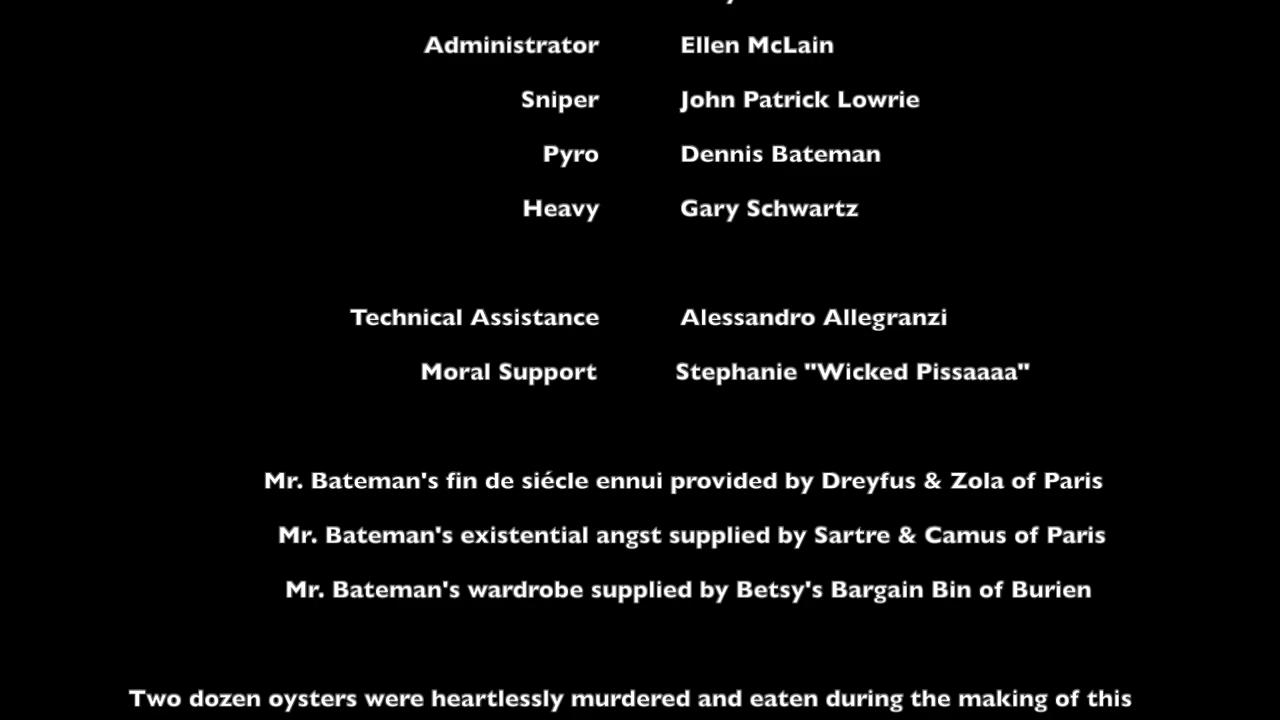 Administrator Ellen McLain
Sniper John Patrick Lowrie
Pyro Dennis Bateman
Heavy Gary Schwartz
Technical Assistance Alessandro Allegranzi
Moral Support Stephanie "Wicked Pissaaaa"
Mr. Bateman's fin de siécle ennui provided by Dreyfus & Zola of Paris
Mr. Bateman's existential angst supplied by Sartre & Camus of Paris
Mr. Bateman's wardrobe supplied by Betsy's Bargain Bin of Burien
Two dozen oysters were heartlessly murdered and eaten during the making of this